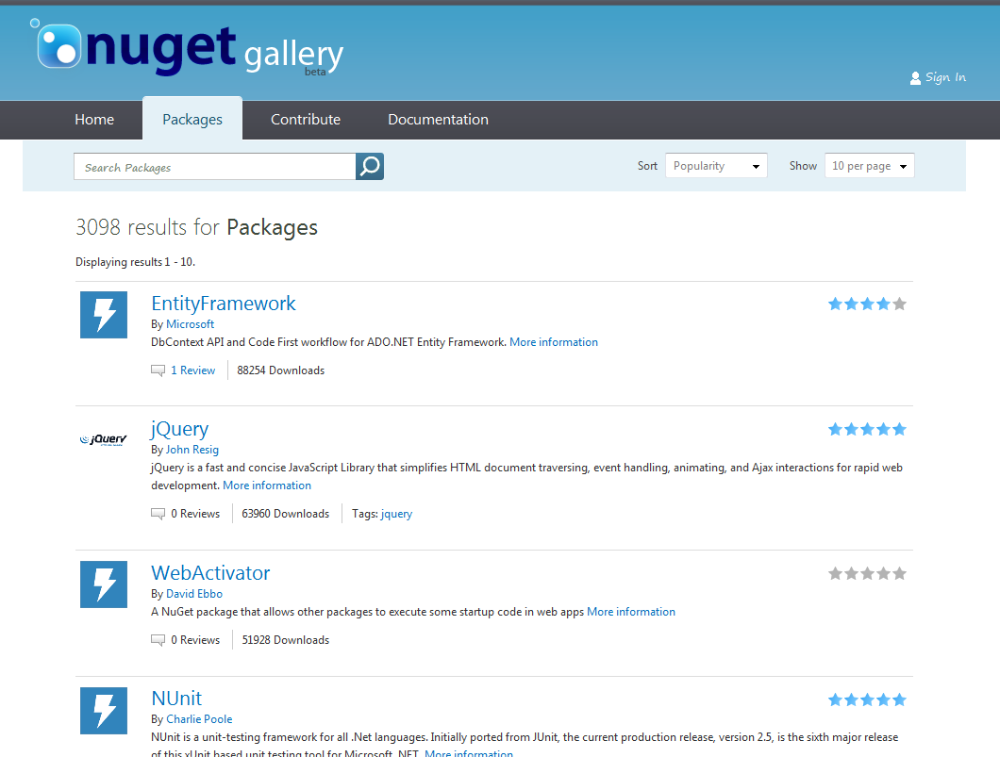 nuget gallery
beta
Sign In
Home Packages Contribute Documentation
Search Packages Sort Popularity Show 10 per page
3098 results for Packages
Displaying results 1 - 10.
EntityFramework
By Microsoft
DbContext API and Code First workflow for ADO.NET Entity Framework. More information
1 Review 88254 Downloads
jQuery
jQuery
By John Resig
jQuery is a fast and concise JavaScript Library that simplifies HTML document traversing, event handling, animating, and Ajax interactions for rapid web
development. More information
0 Reviews 63960 Downloads Tags: jquery
WebActivator
By David Ebbo
A NuGet package that allows other packages to execute some startup code in web apps More information
0 Reviews 51928 Downloads
NUnit
By Charlie Poole
NUnit is a unit-testing framework for all .Net languages. Initially ported from JUnit, the current production release, version 2.5, is the sixth major release
of this xUnit based unit testing tool for Microsoft .NET. More information